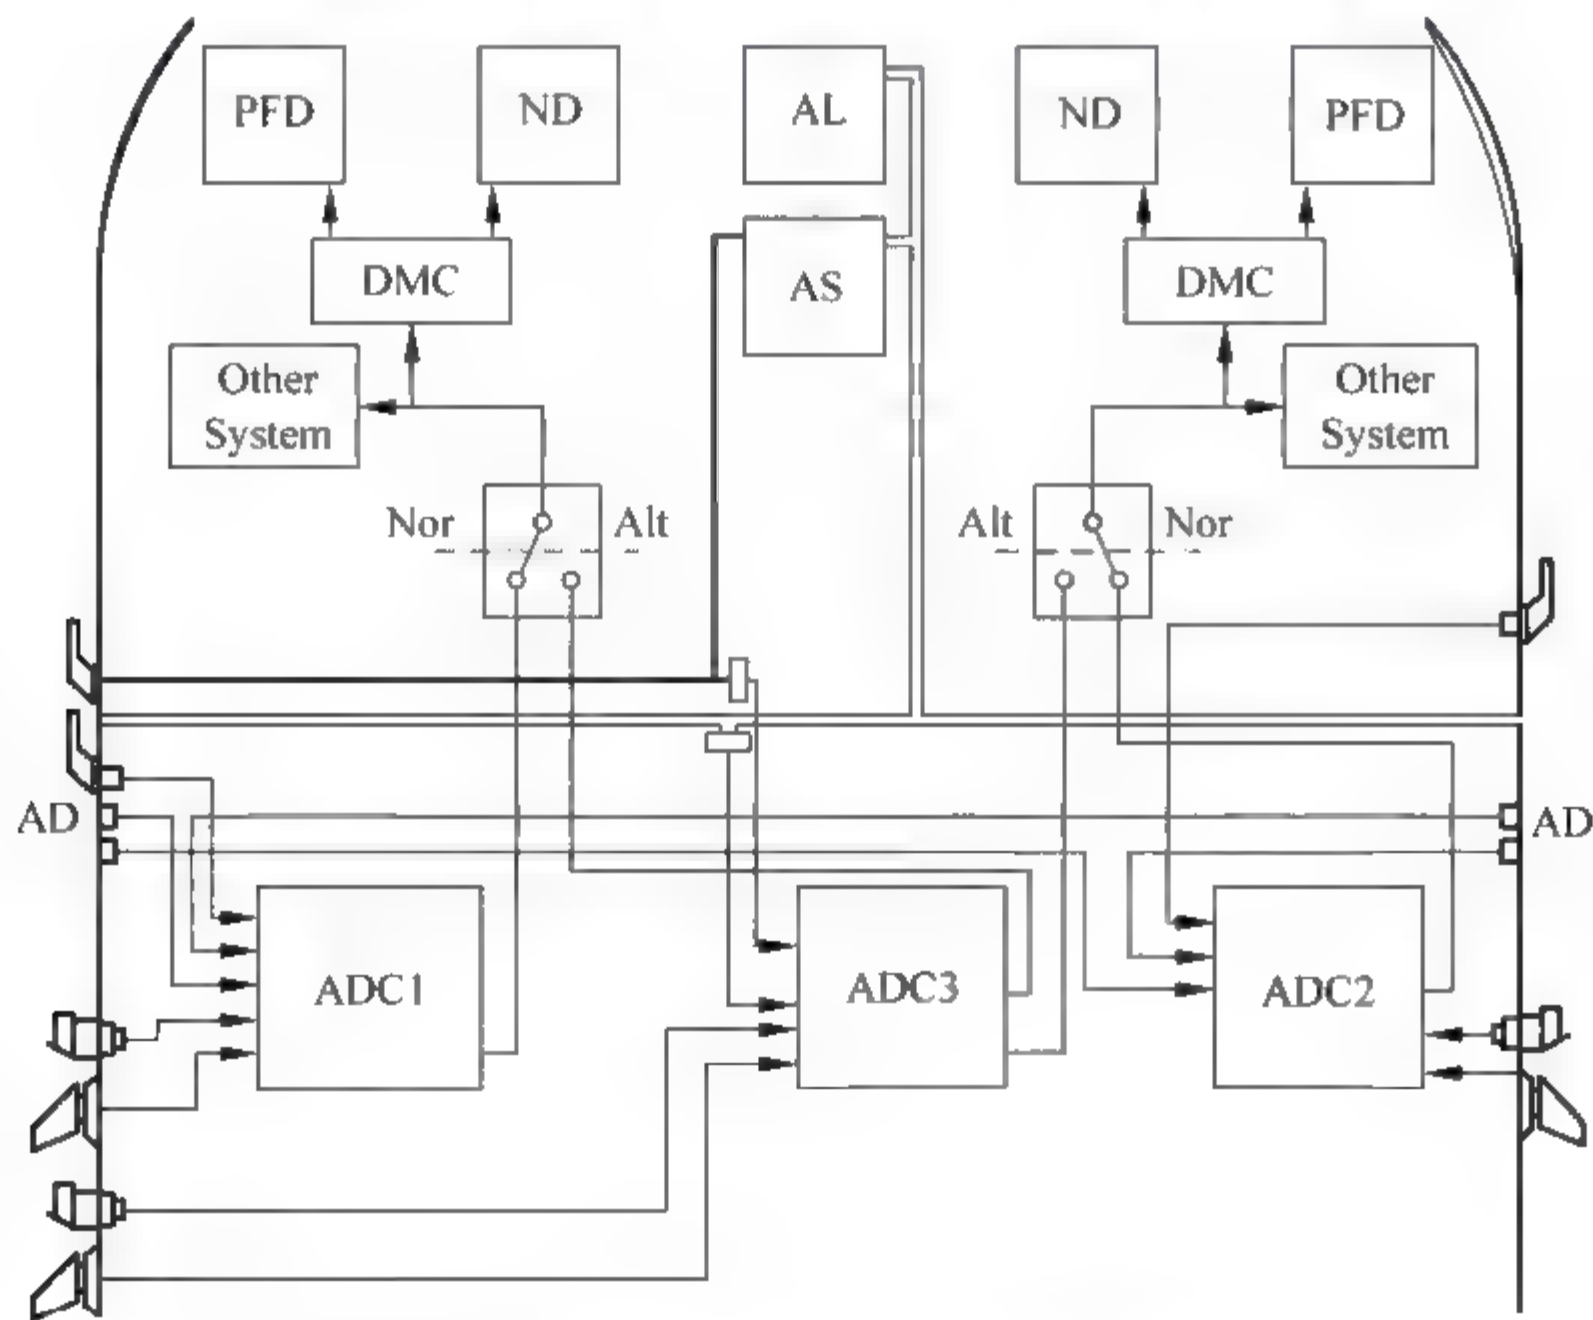 PFD
ND
AL
ND
PFD
DMC
AS
DMC
Other
System
Other
System
Nor
Alt
Alt
Nor
AD
AD
ADC1
ADC3
ADC2